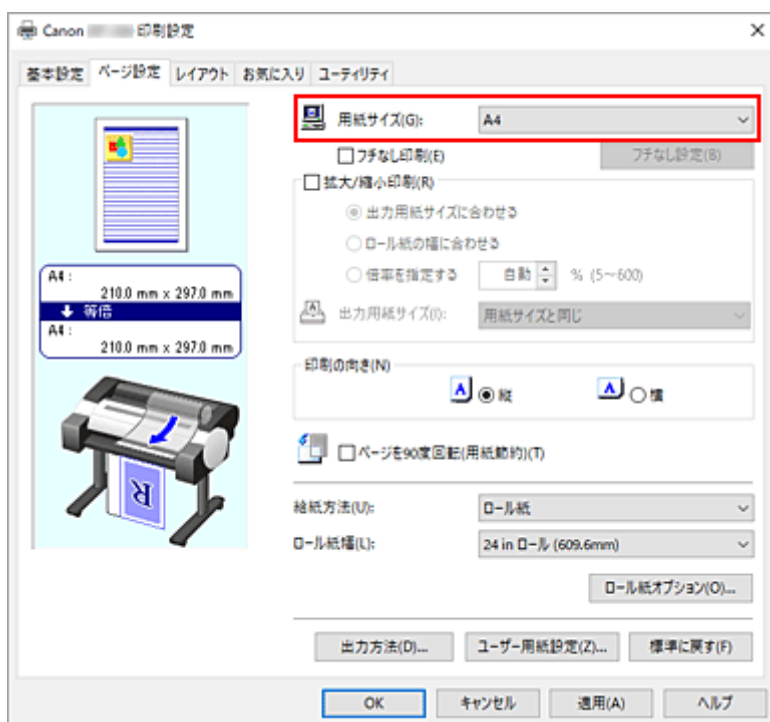 Canon 印刷設定
基本設定 ページ設定 レイアウト お気に入り ユーティリティ
用紙サイズ(G): A4
フチなし印刷(E) フチなし設定(B)
拡大/縮小印刷(R)
出力用紙サイズに合わせる
ロール紙の幅に合わせる
倍率を指定する 自動 % (5～600)
出力用紙サイズ(I): 用紙サイズと同じ
A4 :
210.0 mm x 297.0 mm
等倍
A4 :
210.0 mm x 297.0 mm
印刷の向き(N)
A 縦 A 横
ページを90度回転(用紙節約)(T)
R
給紙方法(U): ロール紙
ロール紙幅(L): 24 in ロール (609.6mm)
ロール紙オプション(O)...
出力方法(D)... ユーザー用紙設定(Z)... 標準に戻す(F)
OK キャンセル 適用(A) ヘルプ